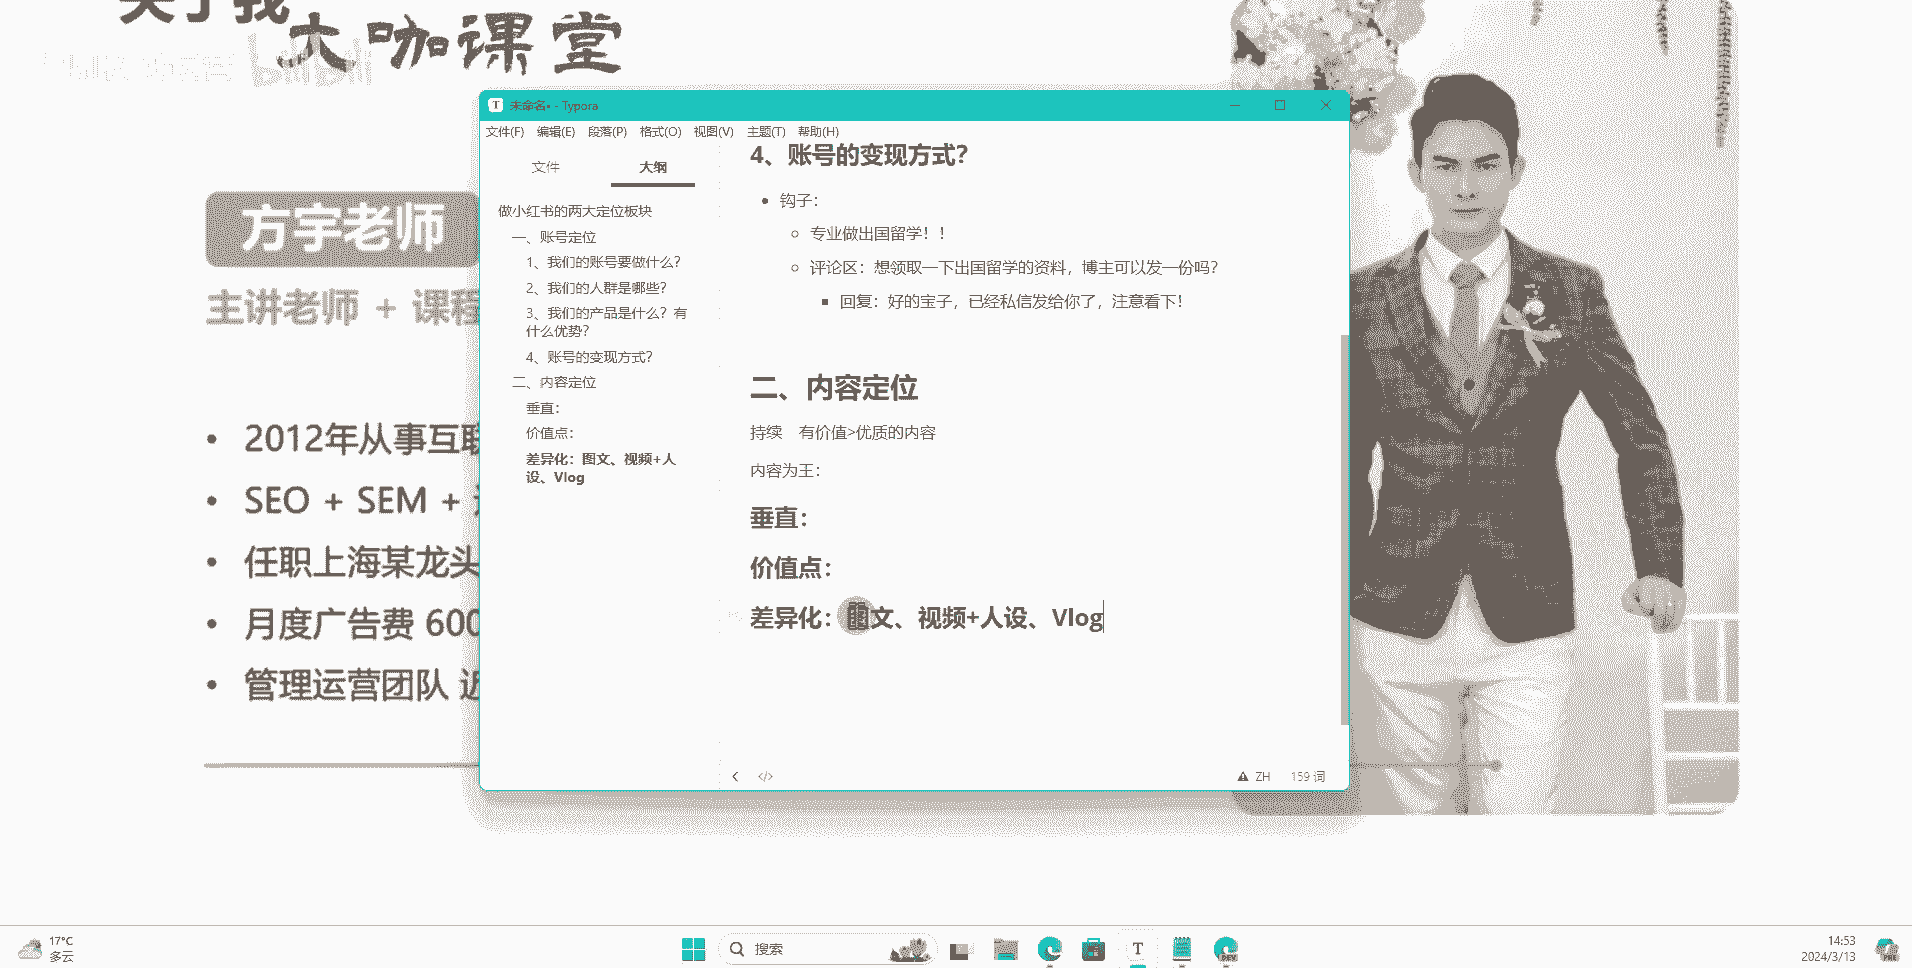 关于我
大咖课堂
bilibili
未命名• - Typora
文件(F) 编辑(E) 段落(P) 格式(O) 视图(V) 主题(T) 帮助(H)
文件 大纲
做小红书的两大定位板块
一、账号定位
1、我们的账号要做什么？
2、我们的人群是哪些？
3、我们的产品是什么？有
什么优势？
4、账号的变现方式？
二、内容定位
垂直：
价值点：
差异化：图文、视频+人
设、Vlog
4、账号的变现方式？
• 钩子：
专业做出国留学！！
评论区：想领取一下出国留学的资料，博主可以发一份吗？
回复：好的宝子，已经私信发给你了，注意看下！
二、内容定位
持续 有价值>优质的内容
内容为王：
垂直：
价值点：
差异化：图文、视频+人设、Vlog
</> ZH 159 词
方宇老师
主讲老师 + 课程
• 2012年从事互联
• SEO + SEM +
• 任职上海某龙头
• 月度广告费 600
• 管理运营团队 近
17°C
多云
搜索
T
DEV
14:53
2024/3/13
PRE